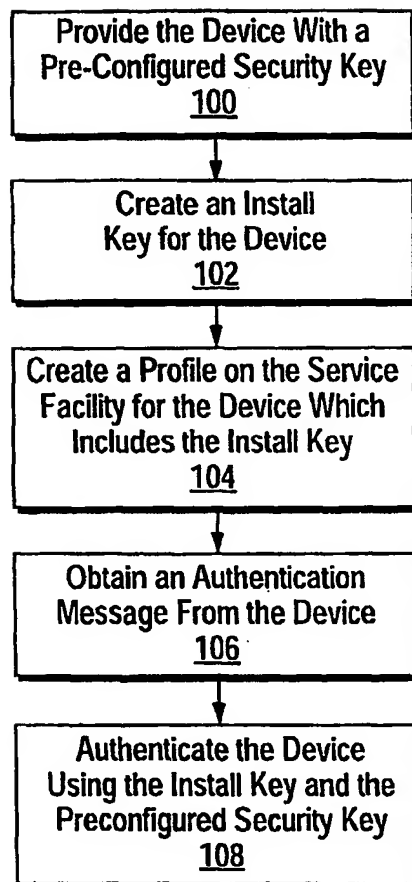 Provide the Device With a
Pre-Configured Security Key
100
Create an Install
Key for the Device
102
Create a Profile on the Service
Facility for the Device Which
Includes the Install Key
104
Obtain an Authentication
Message From the Device
106
Authenticate the Device
Using the Install Key and the
Preconfigured Security Key
108